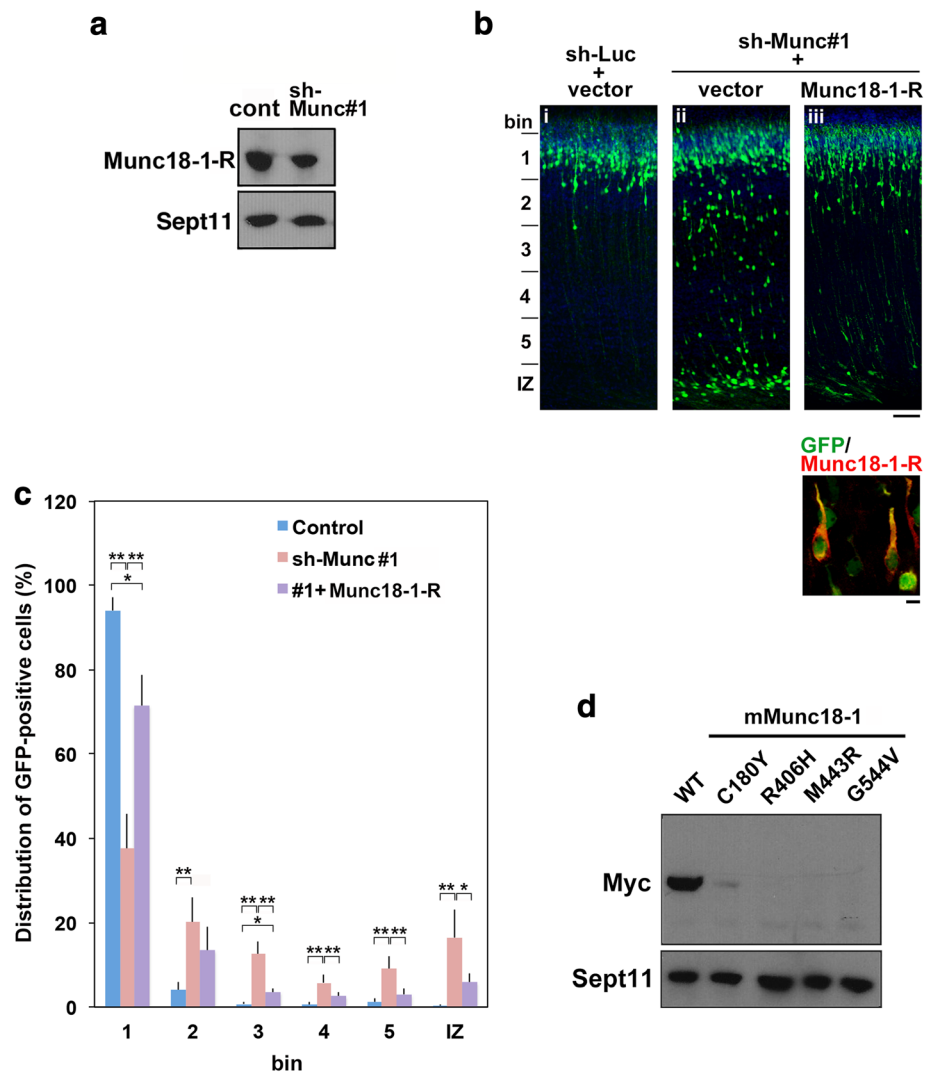 a
cont
sh-
Munc#1
Munc18-1-R
Sept11
b
sh-Luc
+
vector
sh-Munc#1
+
vector
Munc18-1-R
i
ii
iii
bin
1
2
3
4
5
IZ
GFP/
Munc18-1-R
c
Distribution of GFP-positive cells (%)
120
100
80
60
40
20
0
Control
sh-Munc #1
#1+ Munc18-1-R
** **
*
**
** **
*
** **
** **
** *
1 2 3 4 5 IZ
bin
d
mMunc18-1
WT C180Y R406H M443R G544V
Myc
Sept11